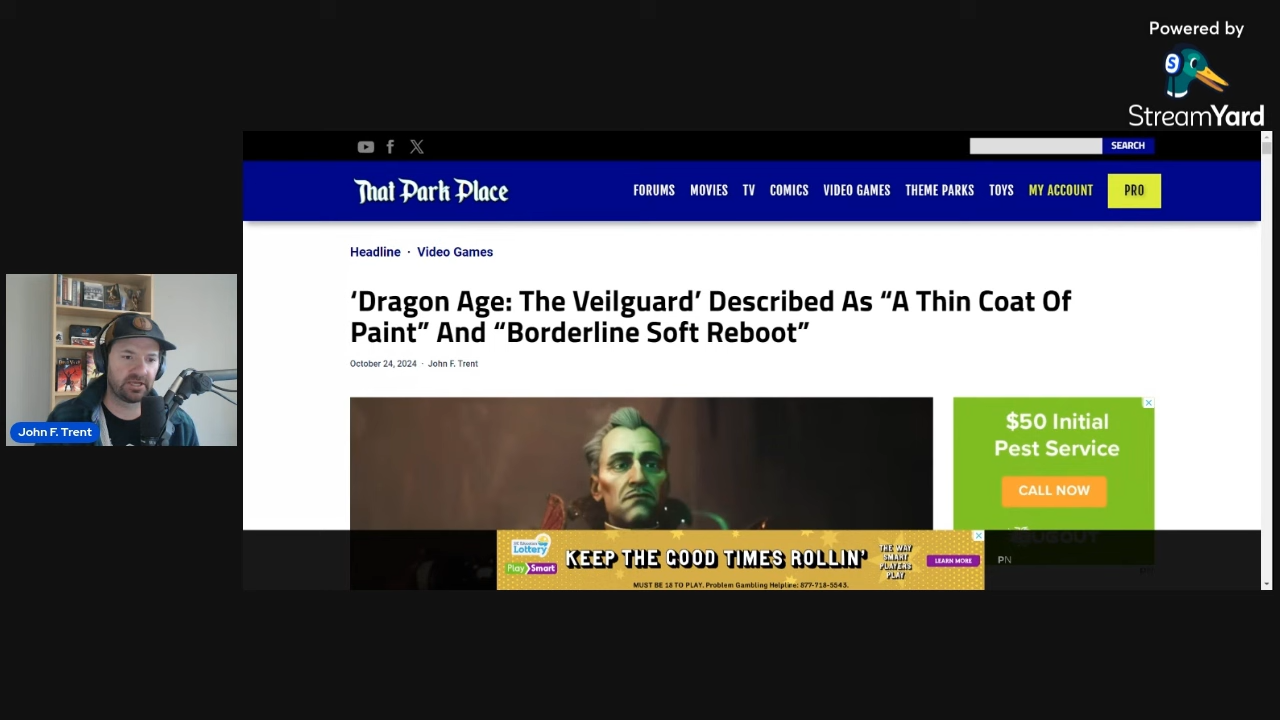 Powered by
StreamYard
SEARCH
That Park Place
FORUMS MOVIES TV COMICS VIDEO GAMES THEME PARKS TOYS MY ACCOUNT PRO
Headline · Video Games
‘Dragon Age: The Veilguard’ Described As “A Thin Coat Of
Paint” And “Borderline Soft Reboot”
October 24, 2024 · John F. Trent
$50 Initial
Pest Service
CALL NOW
John F. Trent
Lottery
Play Smart
KEEP THE GOOD TIMES ROLLIN’
THE WAY
SMART
PLAYERS
PLAY
LEARN MORE
MUST BE 18 TO PLAY. Problem Gambling Helpline: 877-718-5543.
PN